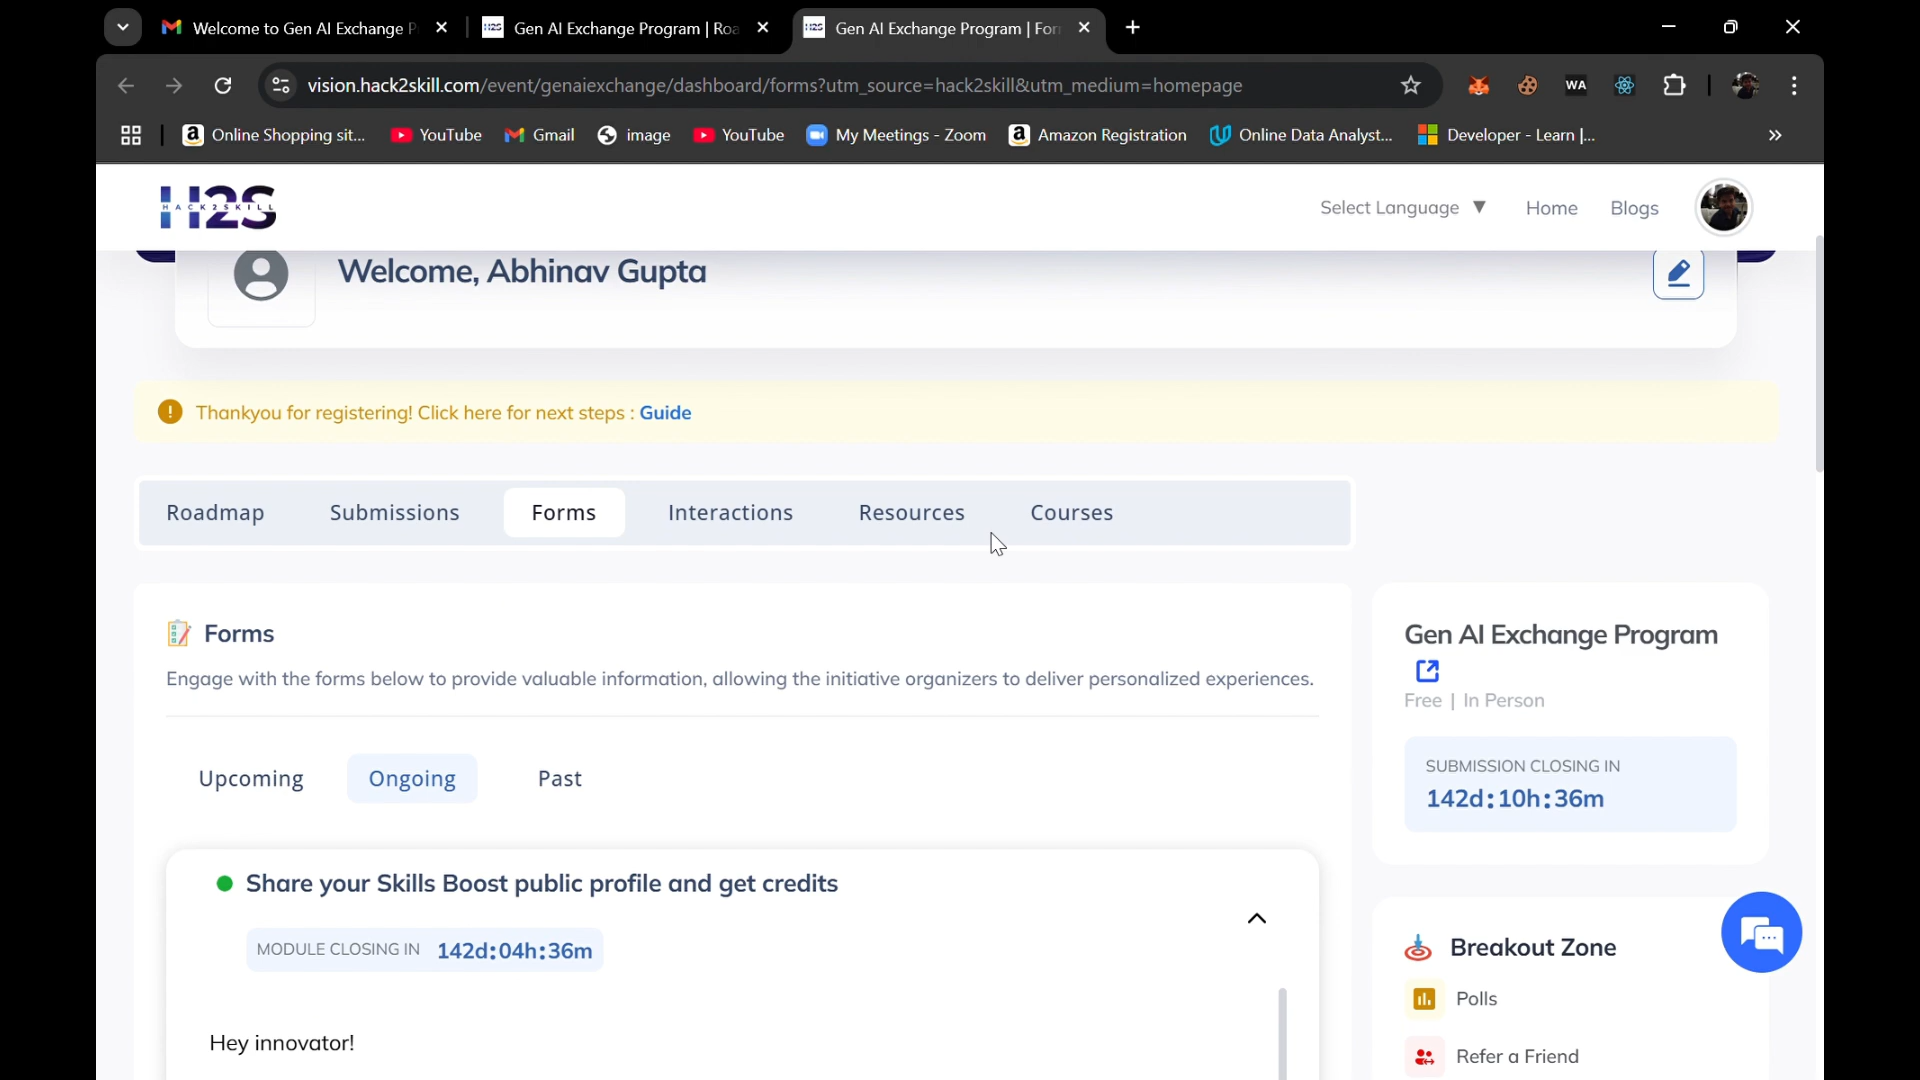 Welcome to Gen AI Exchange P
Gen AI Exchange Program | Roa
Gen AI Exchange Program | For
vision.hack2skill.com/event/genaiexchange/dashboard/forms?utm_source=hack2skill&utm_medium=homepage
WA
Online Shopping sit...
YouTube
Gmail
image
YouTube
My Meetings - Zoom
Amazon Registration
Online Data Analyst...
Developer - Learn |...
H2S
HACK2SKILL
Select Language ▼
Home
Blogs
Welcome, Abhinav Gupta
Thankyou for registering! Click here for next steps : Guide
Roadmap
Submissions
Forms
Interactions
Resources
Courses
Forms
Engage with the forms below to provide valuable information, allowing the initiative organizers to deliver personalized experiences.
Upcoming
Ongoing
Past
Share your Skills Boost public profile and get credits
MODULE CLOSING IN 142d:04h:36m
Hey innovator!
Gen AI Exchange Program
Free | In Person
SUBMISSION CLOSING IN
142d:10h:36m
Breakout Zone
Polls
Refer a Friend